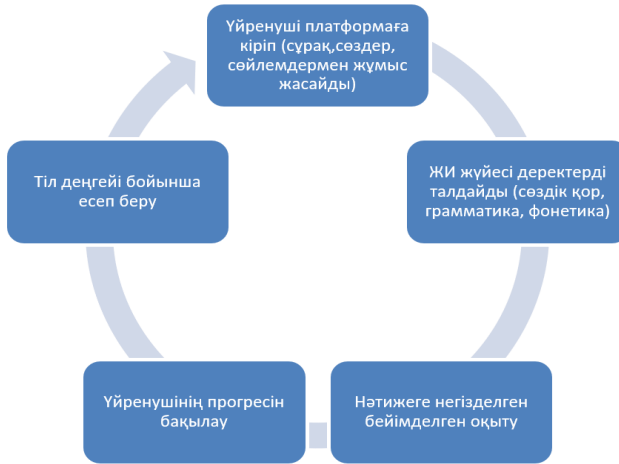 Үйренуші платформаға
кіріп (сұрақ,сөздер,
сөйлемдермен жұмыс
жасайды)
ЖИ жүйесі деректерді
талдайды (сөздік қор,
грамматика, фонетика)
Нәтижеге негізделген
бейімделген оқыту
Үйренушінің прогресін
бақылау
Тіл деңгейі бойынша
есеп беру